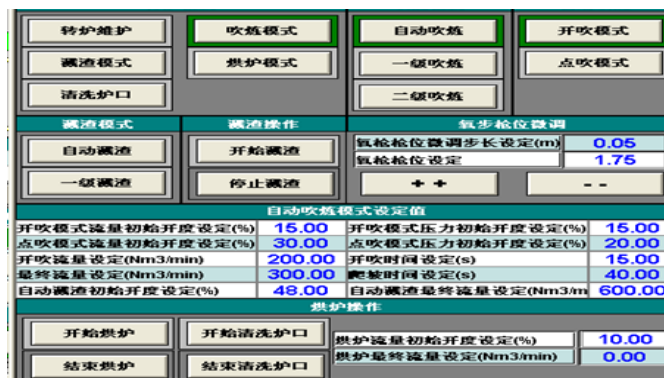 转炉维护 吹炼模式 自动吹炼 开吹模式
溅渣模式 烘炉模式 一级吹炼 点吹模式
清洗炉口 二级吹炼
溅渣模式 溅渣操作 氧步枪位微调
自动溅渣 开始溅渣 氧枪枪位微调步长设定(m) 0.05
氧枪枪位设定 1.75
一级溅渣 停止溅渣 + + - -
自动吹炼模式设定值
开吹模式流量初始开度设定(%) 15.00 开吹模式压力初始开度设定(%) 15.00
点吹模式流量初始开度设定(%) 30.00 点吹模式压力初始开度设定(%) 20.00
开吹流量设定(Nm3/min) 200.00 开吹时间设定(s) 15.00
最终流量设定(Nm3/min) 300.00 爬坡时间设定(s) 40.00
自动溅渣初始开度设定(%) 48.00 自动溅渣最终流量设定(Nm3/m 600.00
烘炉操作
开始烘炉 开始清洗炉口 烘炉流量初始开度设定(%) 10.00
结束烘炉 结束清洗炉口 烘炉最终流量设定(Nm3/min) 0.00